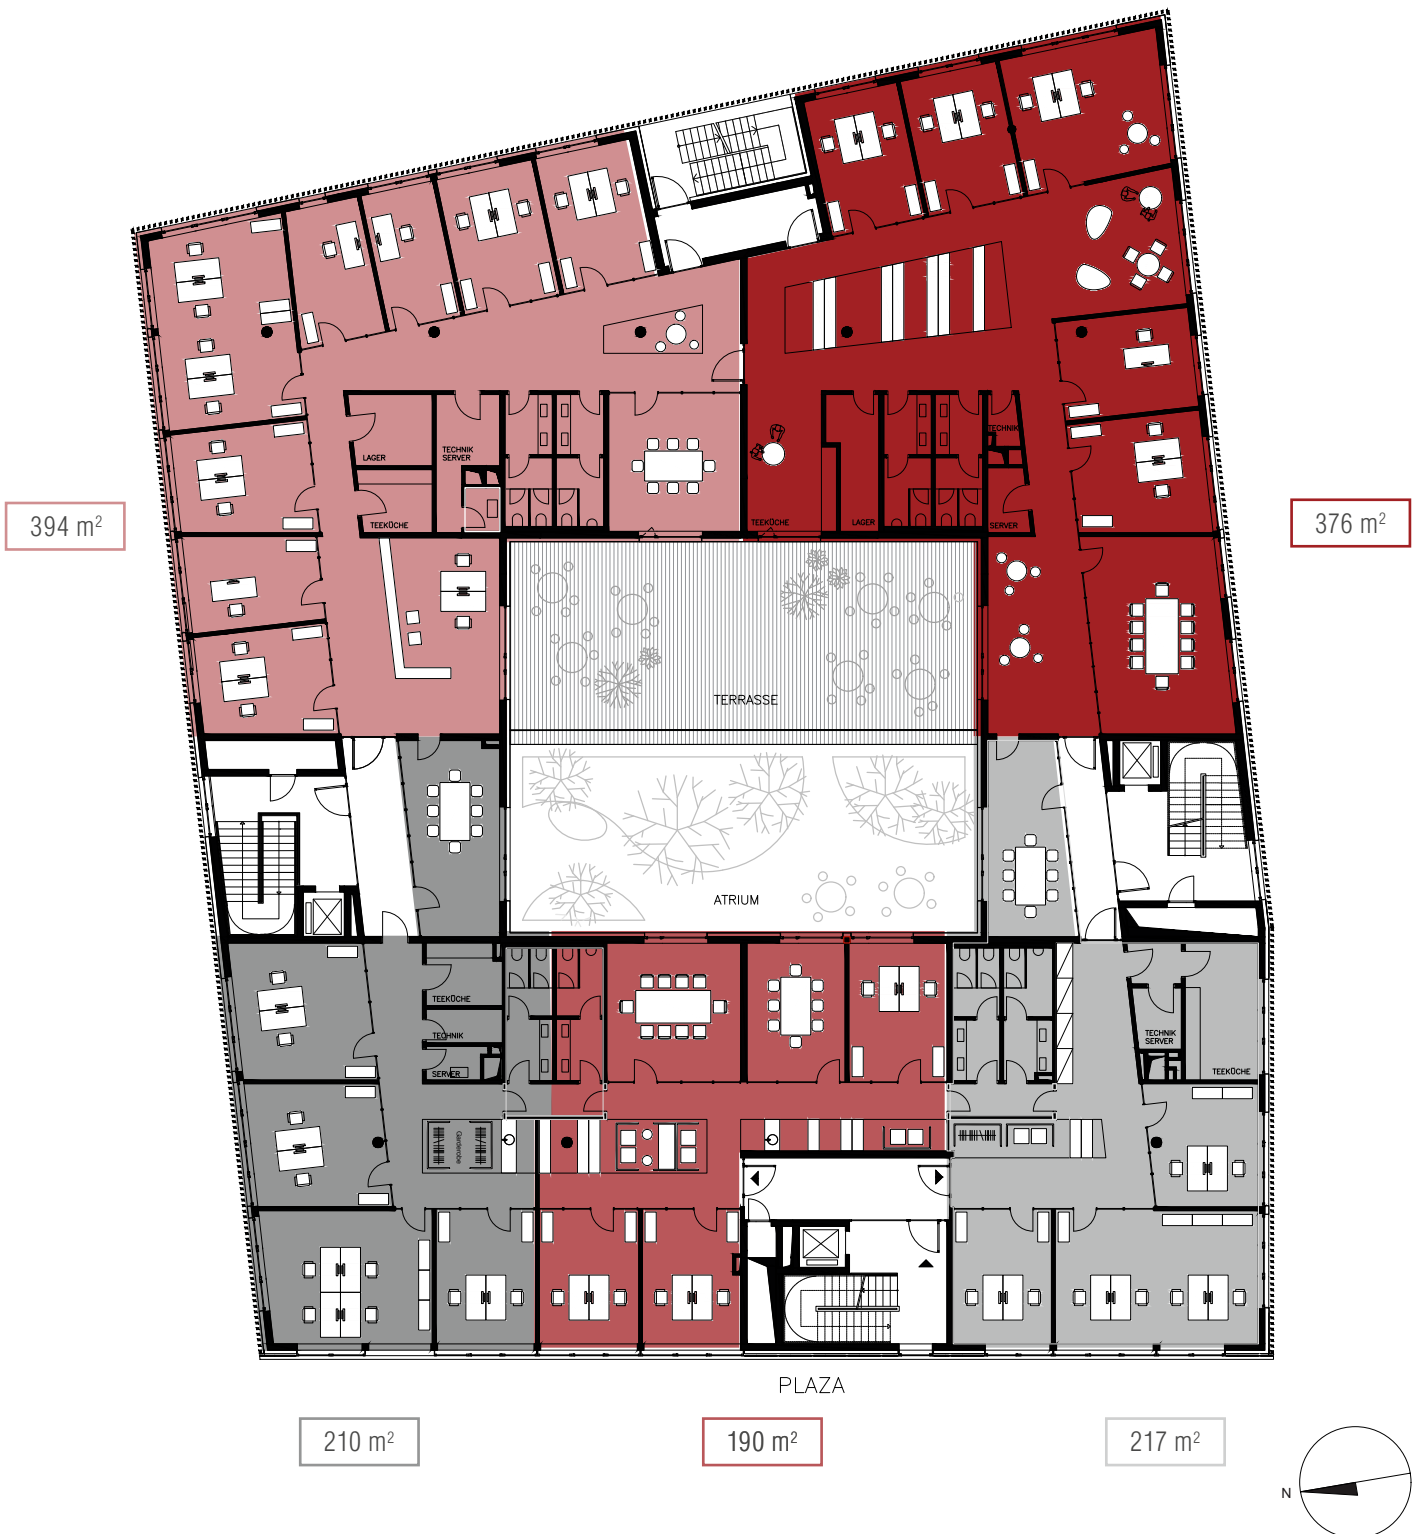 TECHNIK
LAGER
TECHNIK
SERVER
TEEKÜCHE
TEEKÜCHE
LAGER
SERVER
394 m²
376 m²
TERRASSE
ATRIUM
TEEKÜCHE
TECHNIK
SERVER
TECHNIK
SERVER
TEEKÜCHE
Garderobe
PLAZA
210 m²
190 m²
217 m²
N